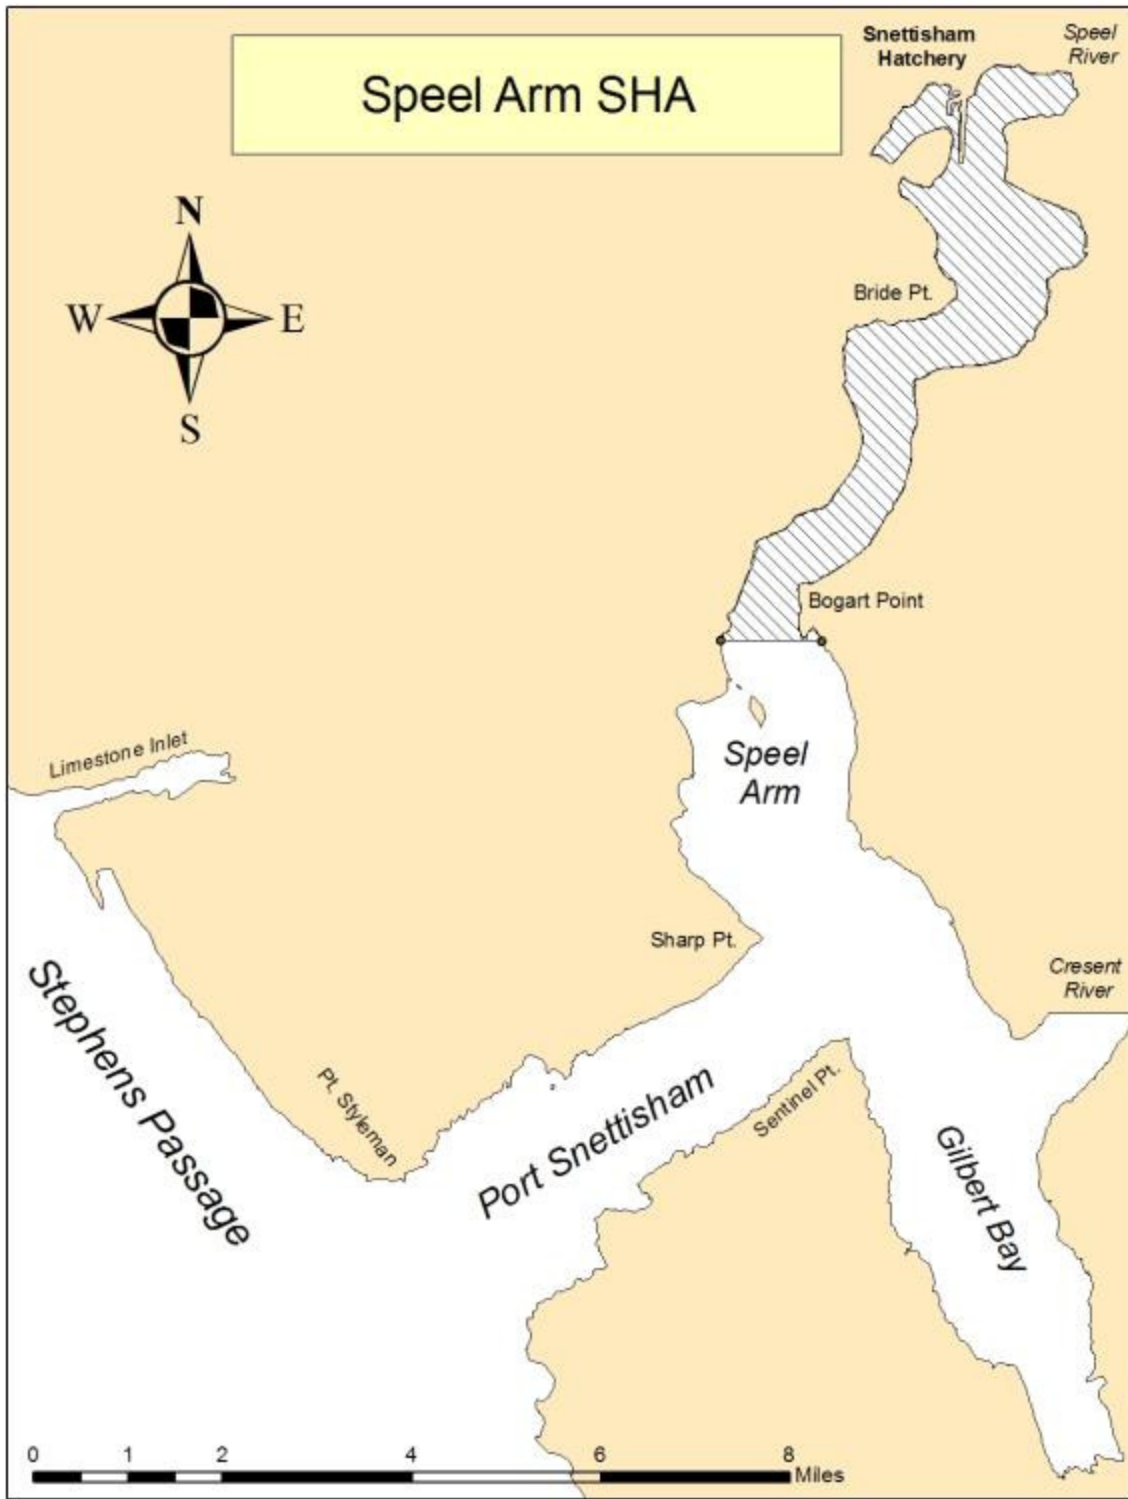 Snettisham
Hatchery
Speel
River
Speel Arm SHA
N
W
E
S
Bride Pt.
Bogart Point
Limestone Inlet
Speel
Arm
Sharp Pt.
Cresent
River
Stephens Passage
Pt. Styleman
Port Snettisham
Sentinel Pt.
Gilbert Bay
0 1 2 4 6 8
Miles